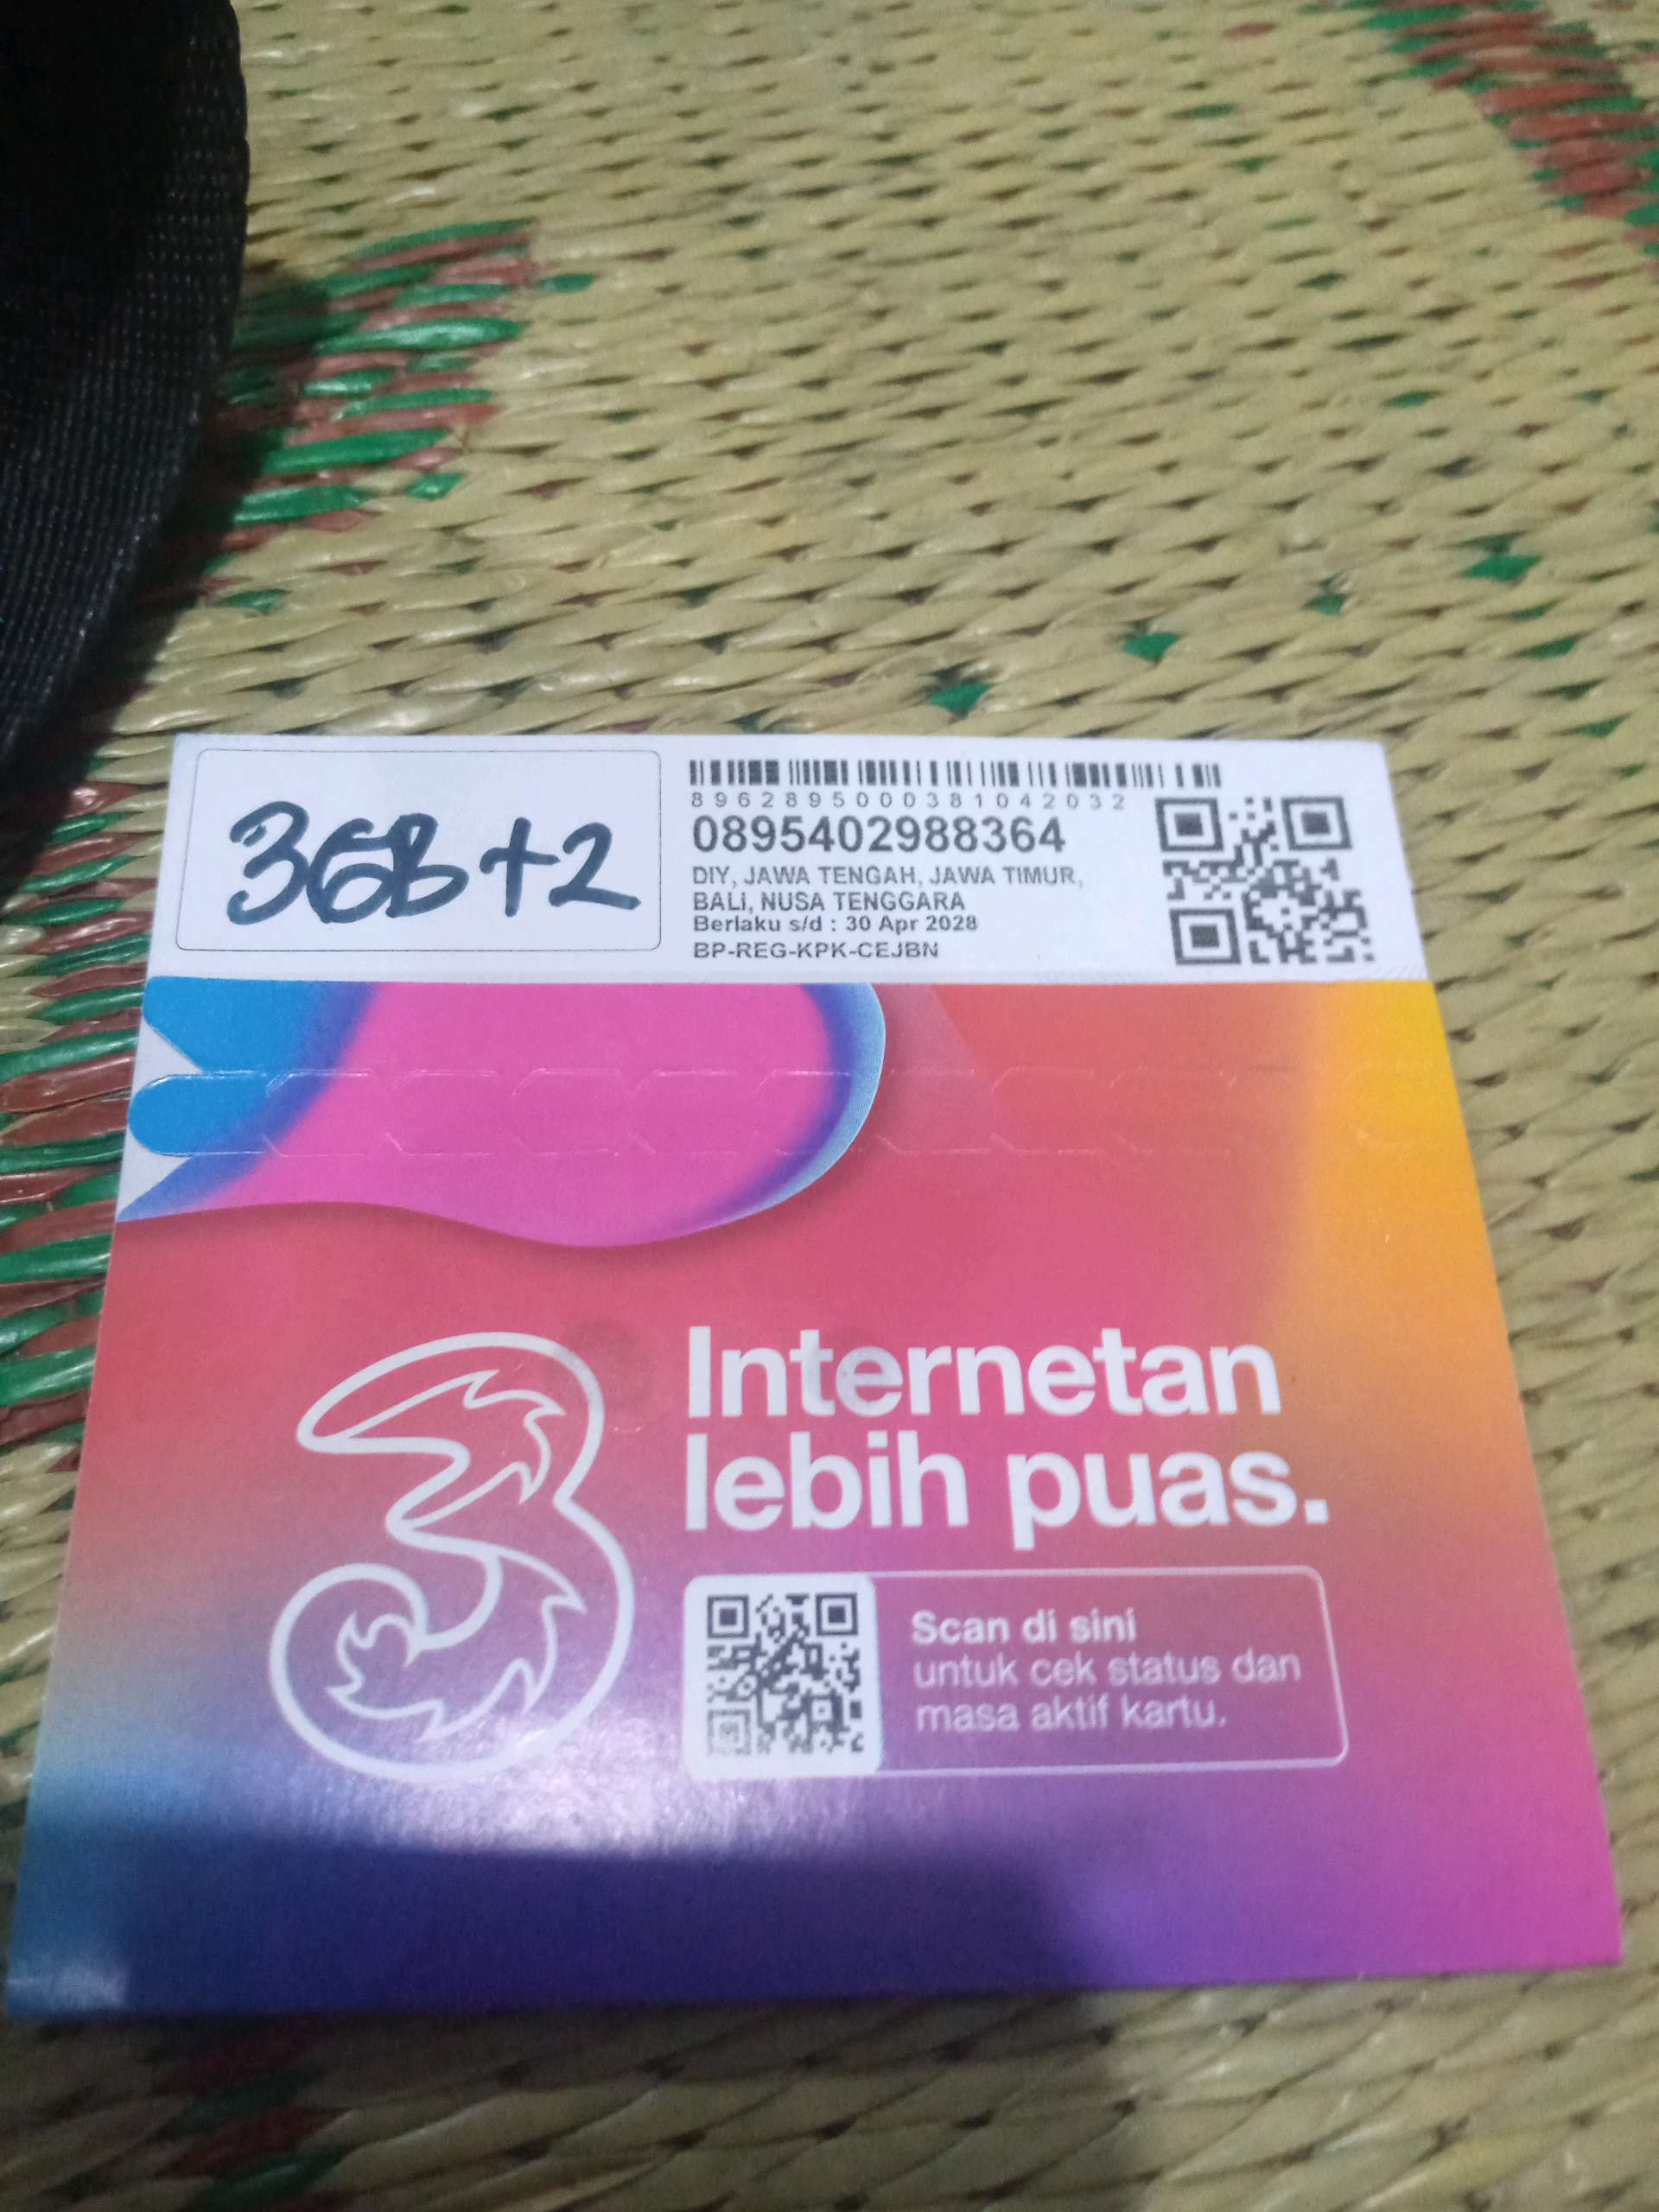 3GB+2
8962895000381042032
0895402988364
DIY, JAWA TENGAH, JAWA TIMUR,
BALI, NUSA TENGGARA
Berlaku s/d : 30 Apr 2028
BP-REG-KPK-CEJBN
3
Internetan
lebih puas.
Scan di sini
untuk cek status dan
masa aktif kartu.